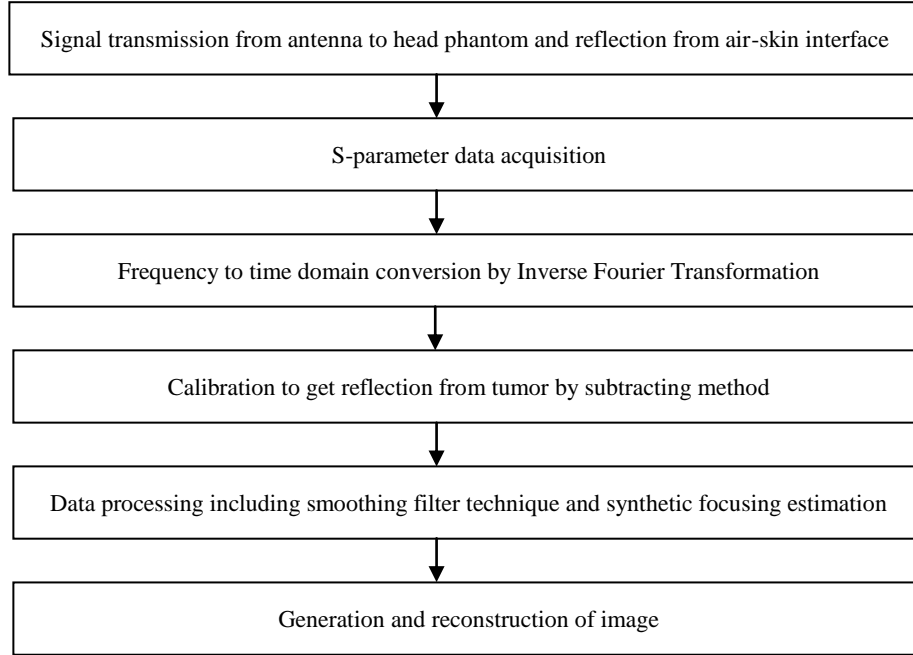 Signal transmission from antenna to head phantom and reflection from air-skin interface
S-parameter data acquisition
Frequency to time domain conversion by Inverse Fourier Transformation
Calibration to get reflection from tumor by subtracting method
Data processing including smoothing filter technique and synthetic focusing estimation
Generation and reconstruction of image